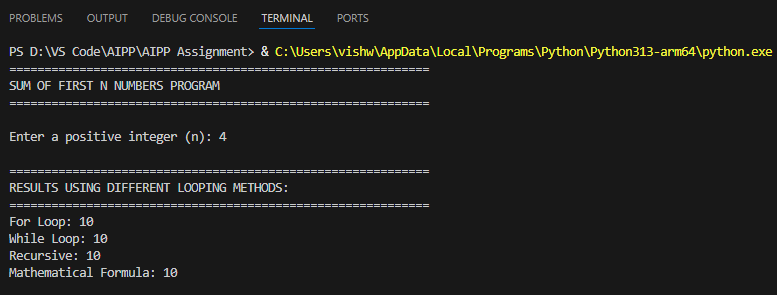 PROBLEMS OUTPUT DEBUG CONSOLE TERMINAL PORTS
PS D:\VS Code\AIPP\AIPP Assignment> & C:\Users\vishw\AppData\Local\Programs\Python\Python313-arm64\python.exe
============================================================
SUM OF FIRST N NUMBERS PROGRAM
============================================================
Enter a positive integer (n): 4
============================================================
RESULTS USING DIFFERENT LOOPING METHODS:
============================================================
For Loop: 10
While Loop: 10
Recursive: 10
Mathematical Formula: 10